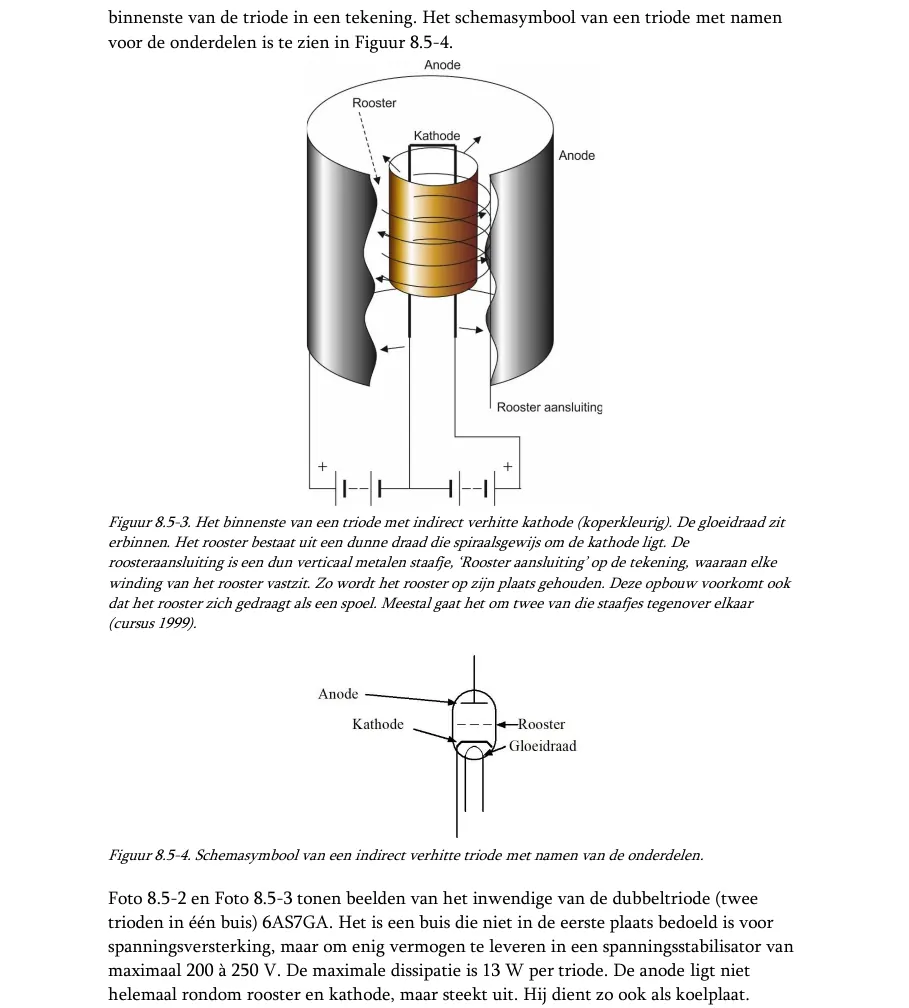 binnenste van de triode in een tekening. Het schemasymbool van een triode met namen
voor de onderdelen is te zien in Figuur 8.5-4.
Anode
Rooster
Kathode
Anode
Rooster aansluiting
+
+
Figuur 8.5-3. Het binnenste van een triode met indirect verhitte kathode (koperkleurig). De gloeidraad zit
erbinnen. Het rooster bestaat uit een dunne draad die spiraalsgewijs om de kathode ligt. De
roosteraansluiting is een dun verticaal metalen staafje, ‘Rooster aansluiting’ op de tekening, waaraan elke
winding van het rooster vastzit. Zo wordt het rooster op zijn plaats gehouden. Deze opbouw voorkomt ook
dat het rooster zich gedraagt als een spoel. Meestal gaat het om twee van die staafjes tegenover elkaar
(cursus 1999).
Anode
Kathode
Rooster
Gloeidraad
Figuur 8.5-4. Schemasymbool van een indirect verhitte triode met namen van de onderdelen.
Foto 8.5-2 en Foto 8.5-3 tonen beelden van het inwendige van de dubbeltriode (twee
trioden in één buis) 6AS7GA. Het is een buis die niet in de eerste plaats bedoeld is voor
spanningsversterking, maar om enig vermogen te leveren in een spanningsstabilisator van
maximaal 200 à 250 V. De maximale dissipatie is 13 W per triode. De anode ligt niet
helemaal rondom rooster en kathode, maar steekt uit. Hij dient zo ook als koelplaat.